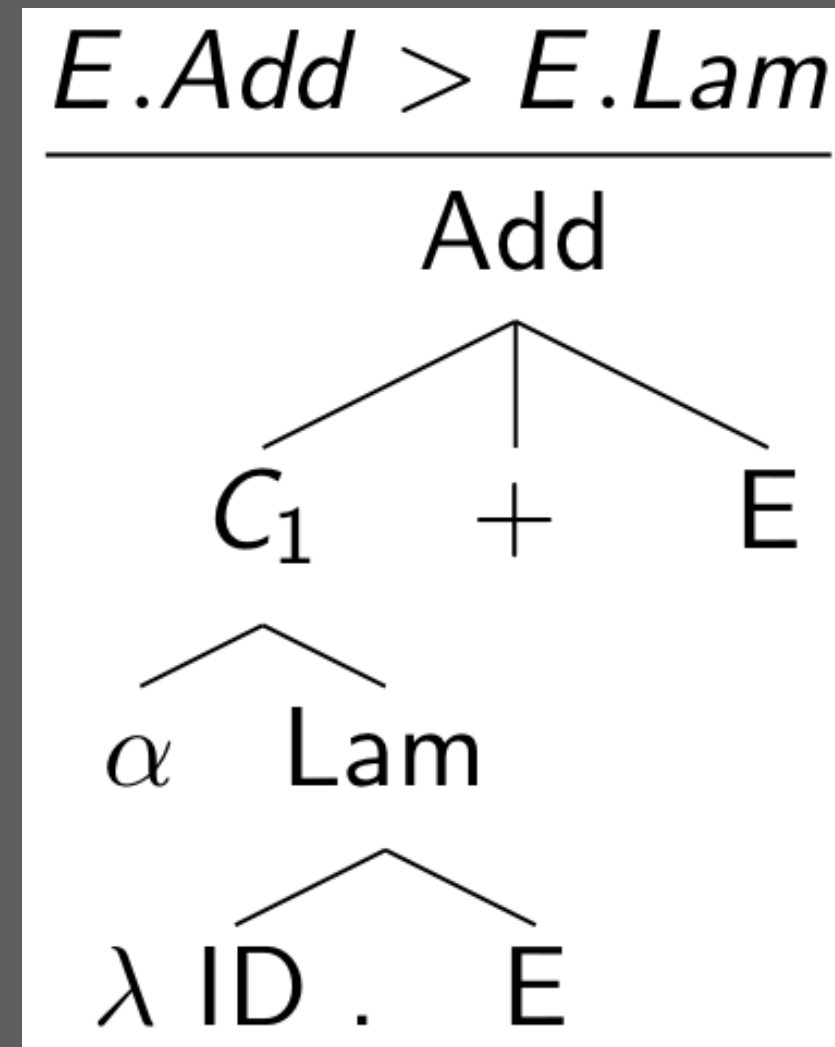 E.Add > E.Lam
Add
C₁ + E
α Lam
λ ID . E